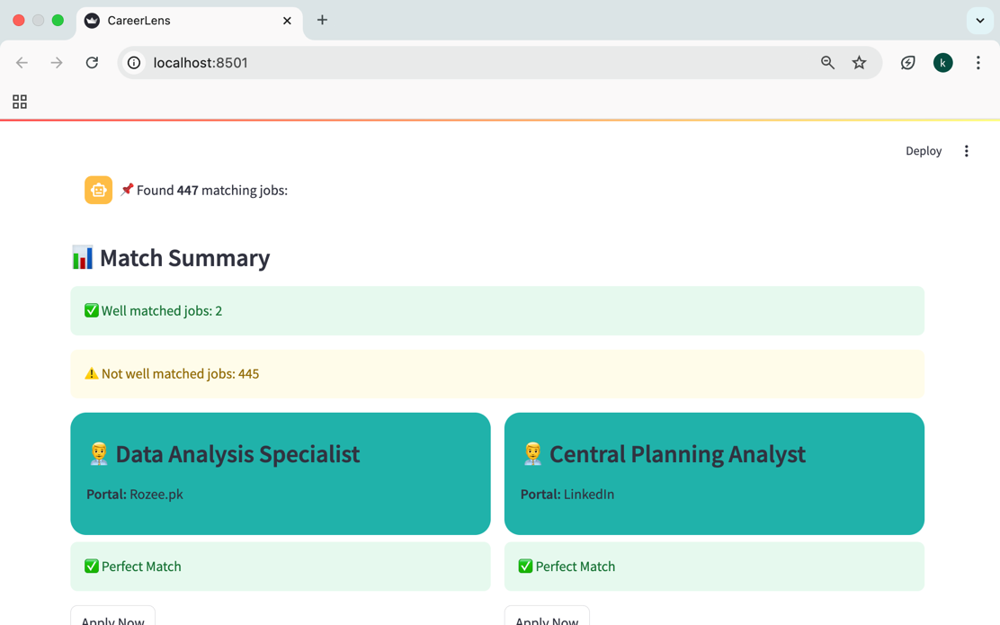 CareerLens
localhost:8501
k
Deploy
📌 Found 447 matching jobs:
📊 Match Summary
✅ Well matched jobs: 2
⚠️ Not well matched jobs: 445
👨‍💼 Data Analysis Specialist
Portal: Rozee.pk
✅ Perfect Match
Apply Now
👨‍💼 Central Planning Analyst
Portal: LinkedIn
✅ Perfect Match
Apply Now